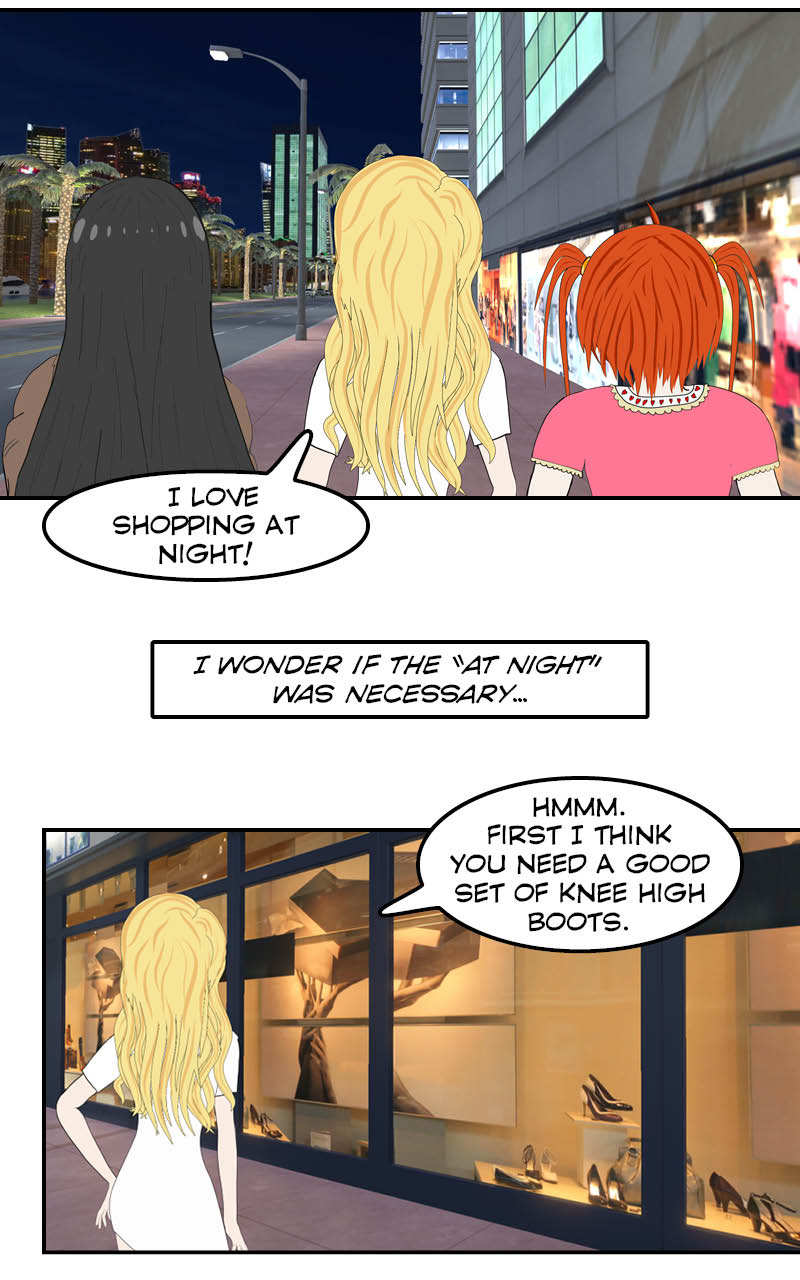 I LOVE
SHOPPING AT
NIGHT!
I WONDER IF THE "AT NIGHT"
WAS NECESSARY...
HMMM.
FIRST I THINK
YOU NEED A GOOD
SET OF KNEE HIGH
BOOTS.